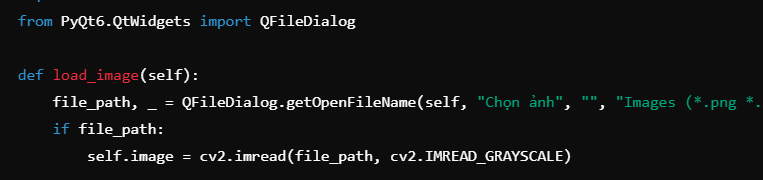 from PyQt6.QtWidgets import QFileDialog
def load_image(self):
file_path, _ = QFileDialog.getOpenFileName(self, "Chọn ảnh", "", "Images (*.png *.
if file_path:
self.image = cv2.imread(file_path, cv2.IMREAD_GRAYSCALE)